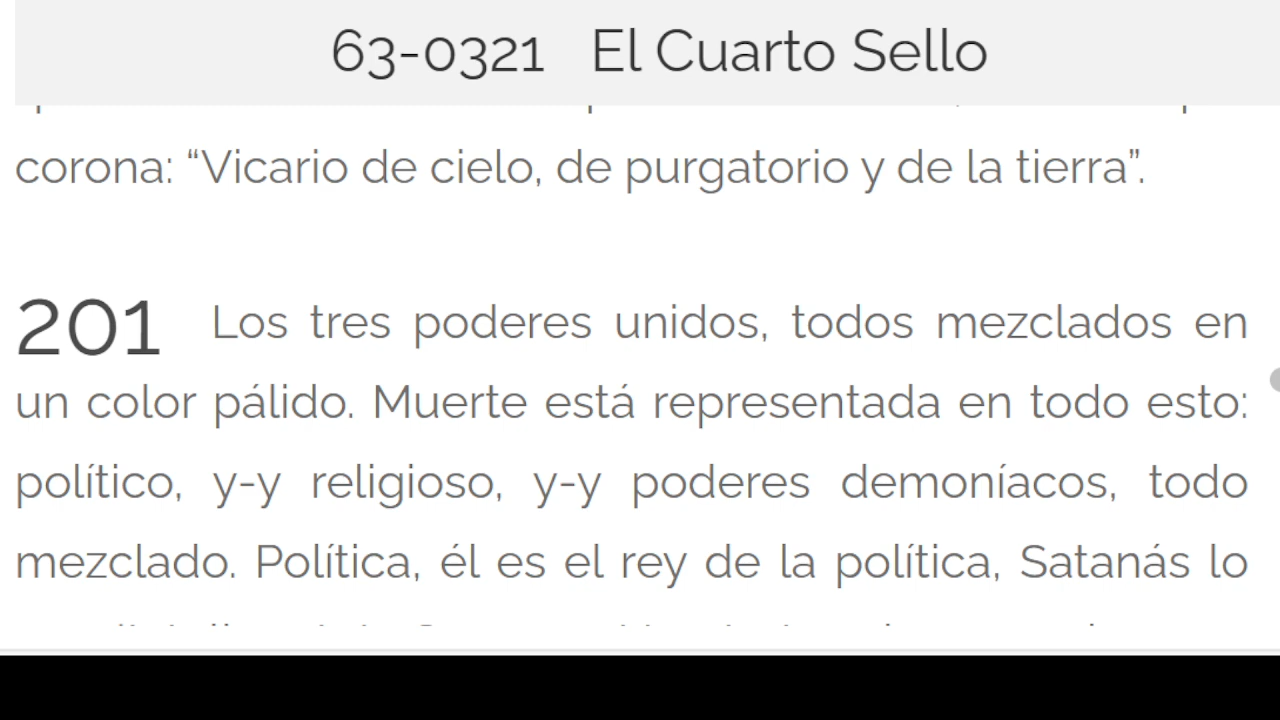 63-0321 El Cuarto Sello
corona: “Vicario de cielo, de purgatorio y de la tierra”.
201 Los tres poderes unidos, todos mezclados en
un color pálido. Muerte está representada en todo esto:
político, y-y religioso, y-y poderes demoníacos, todo
mezclado. Política, él es el rey de la política, Satanás lo